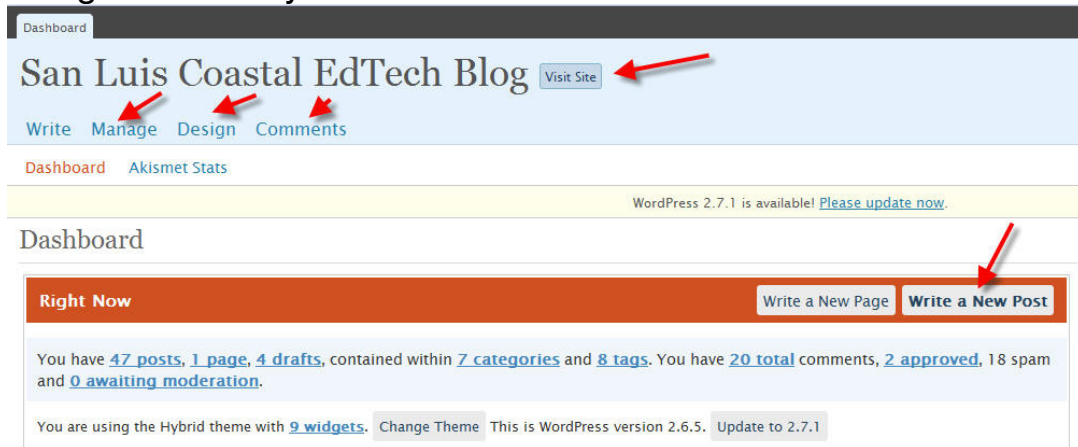 Dashboard
San Luis Coastal EdTech Blog Visit Site
Write Manage Design Comments
Dashboard Akismet Stats
WordPress 2.7.1 is available! Please update now.
Dashboard
Right Now Write a New Page Write a New Post
You have 47 posts, 1 page, 4 drafts, contained within 7 categories and 8 tags. You have 20 total comments, 2 approved, 18 spam
and 0 awaiting moderation.
You are using the Hybrid theme with 9 widgets. Change Theme This is WordPress version 2.6.5. Update to 2.7.1